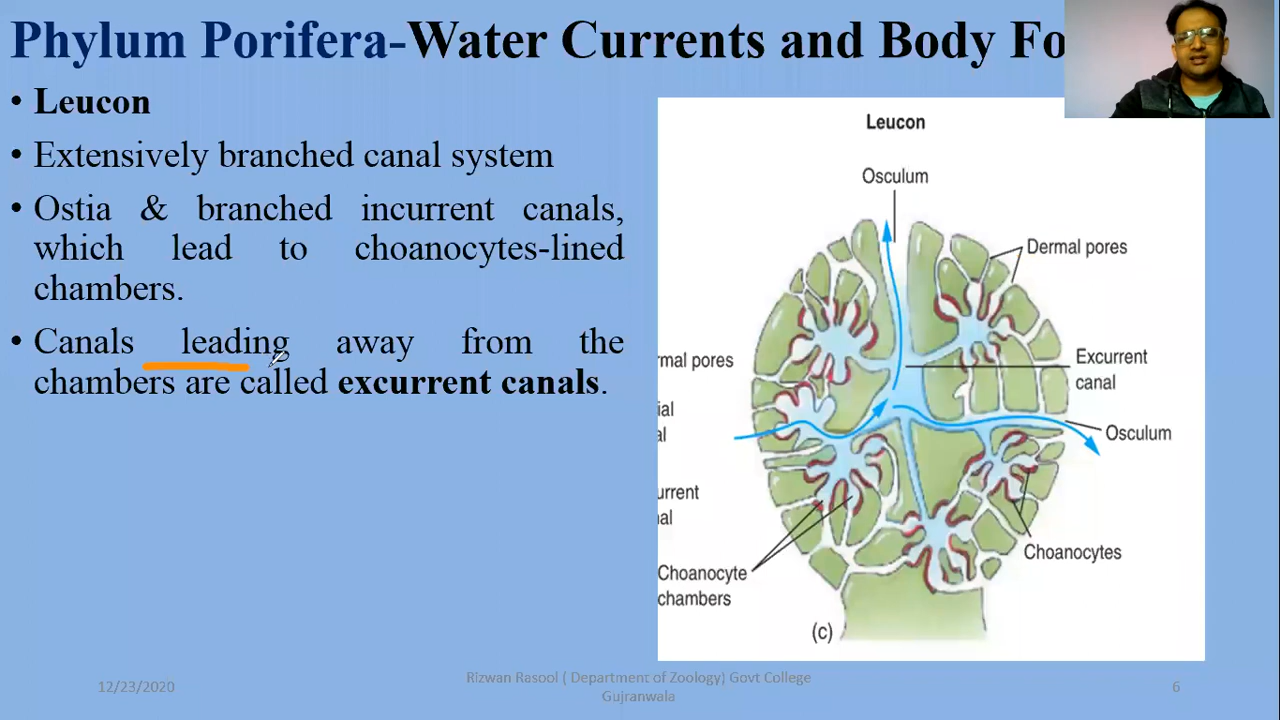 Phylum Porifera-Water Currents and Body Fo
• Leucon
• Extensively branched canal system
• Ostia & branched incurrent canals,
which lead to choanocytes-lined
chambers.
• Canals leading away from the
chambers are called excurrent canals.
Leucon
Osculum
Dermal pores
rmal pores
Excurrent
canal
ial
al
Osculum
urrent
nal
Choanocytes
Choanocyte
chambers
(c)
12/23/2020
Rizwan Rasool ( Department of Zoology) Govt College
Gujranwala
6